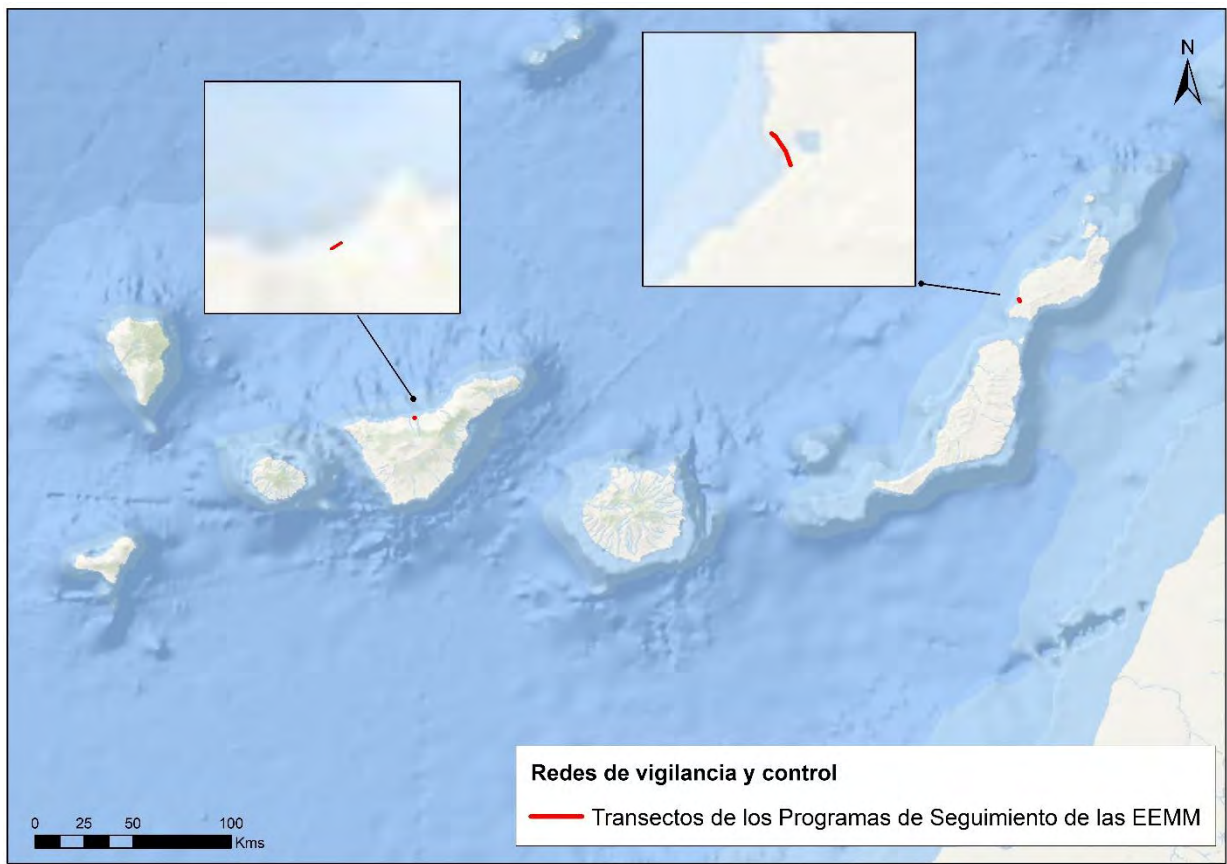 N
Redes de vigilancia y control
Transectos de los Programas de Seguimiento de las EEMM
0 25 50 100
Kms